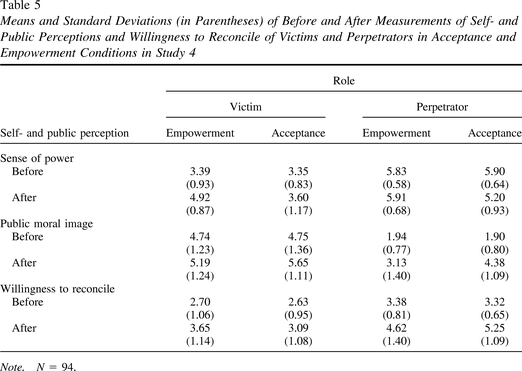 Table 5
Means and Standard Deviations (in Parentheses) of Before and After Measurements of Self- and
Public Perceptions and Willingness to Reconcile of Victims and Perpetrators in Acceptance and
Empowerment Conditions in Study 4
Role
Victim Perpetrator
Self- and public perception Empowerment Acceptance Empowerment Acceptance
Sense of power
Before 3.39 3.35 5.83 5.90
(0.93) (0.83) (0.58) (0.64)
After 4.92 3.60 5.91 5.20
(0.87) (1.17) (0.68) (0.93)
Public moral image
Before 4.74 4.75 1.94 1.90
(1.23) (1.36) (0.77) (0.80)
After 5.19 5.65 3.13 4.38
(1.24) (1.11) (1.40) (1.09)
Willingness to reconcile
Before 2.70 2.63 3.38 3.32
(1.06) (0.95) (0.81) (0.65)
After 3.65 3.09 4.62 5.25
(1.14) (1.08) (1.40) (1.09)
Note. N = 94.